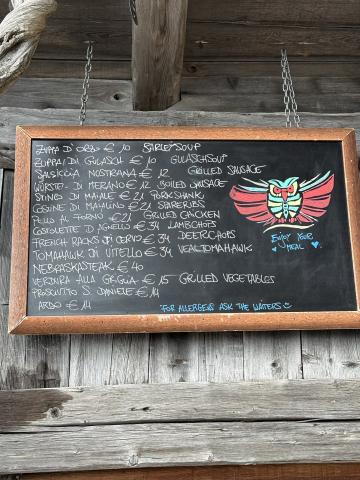 ZUPPA D'ORZO € 10 BARLEYSOUP
ZUPPA DI GULASCH € 10 GULASCHSOUP
SALSICCIA NOSTRANA € 12 GRILLED SAUSAGE
WÜRSTEL DI MERANO € 12 BOILED SAUSAGE
STINCO DI MAIALE € 21 PORKSHANK
COSTINE DI MAIALINO € 21 SPARERIBS
POLLO AL FORNO € 21 GRILLED CHICKEN
COSTOLETTE D'AGNELLO € 34 LAMBCHOPS
FRENCH RACKS DI CERVO € 34 DEERCHOPS
TOMAHAWK DI VITELLO € 34 VEALTOMAHAWK
NEBRASKASTEAK € 40
VERDURA ALLA GRIGLIA € 15 GRILLED VEGETABLES
PROSCIUTTO S. DANIELE € 14
LARDO € 14
ENJOY YOUR
MEAL
*FOR ALLERGENS ASK THE WAITERS